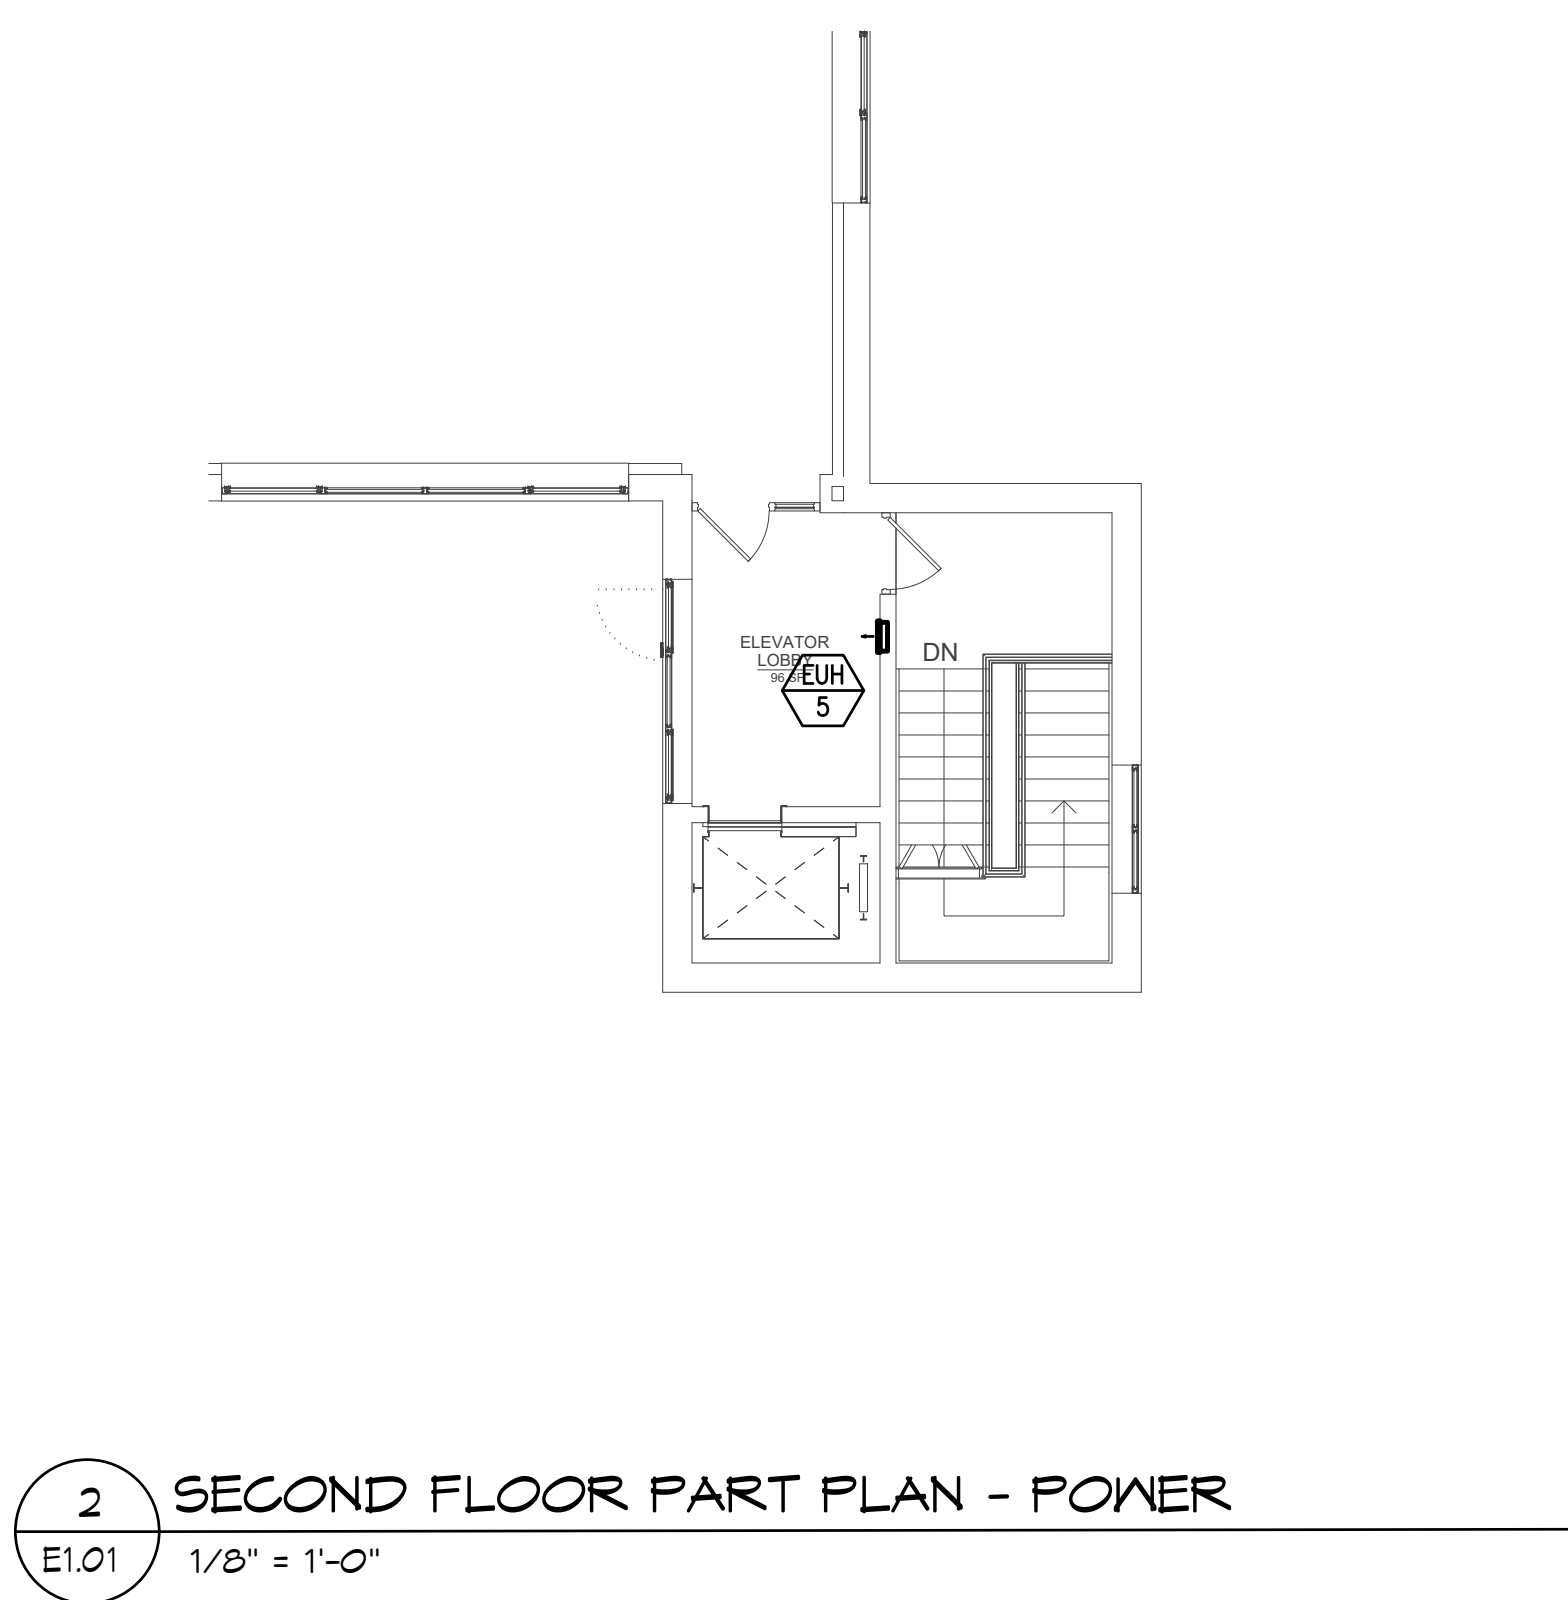 ELEVATOR
LOBBY
96 SF
EUH
5
DN
2
SECOND FLOOR PART PLAN - POWER
E1.01
1/8" = 1'-0"